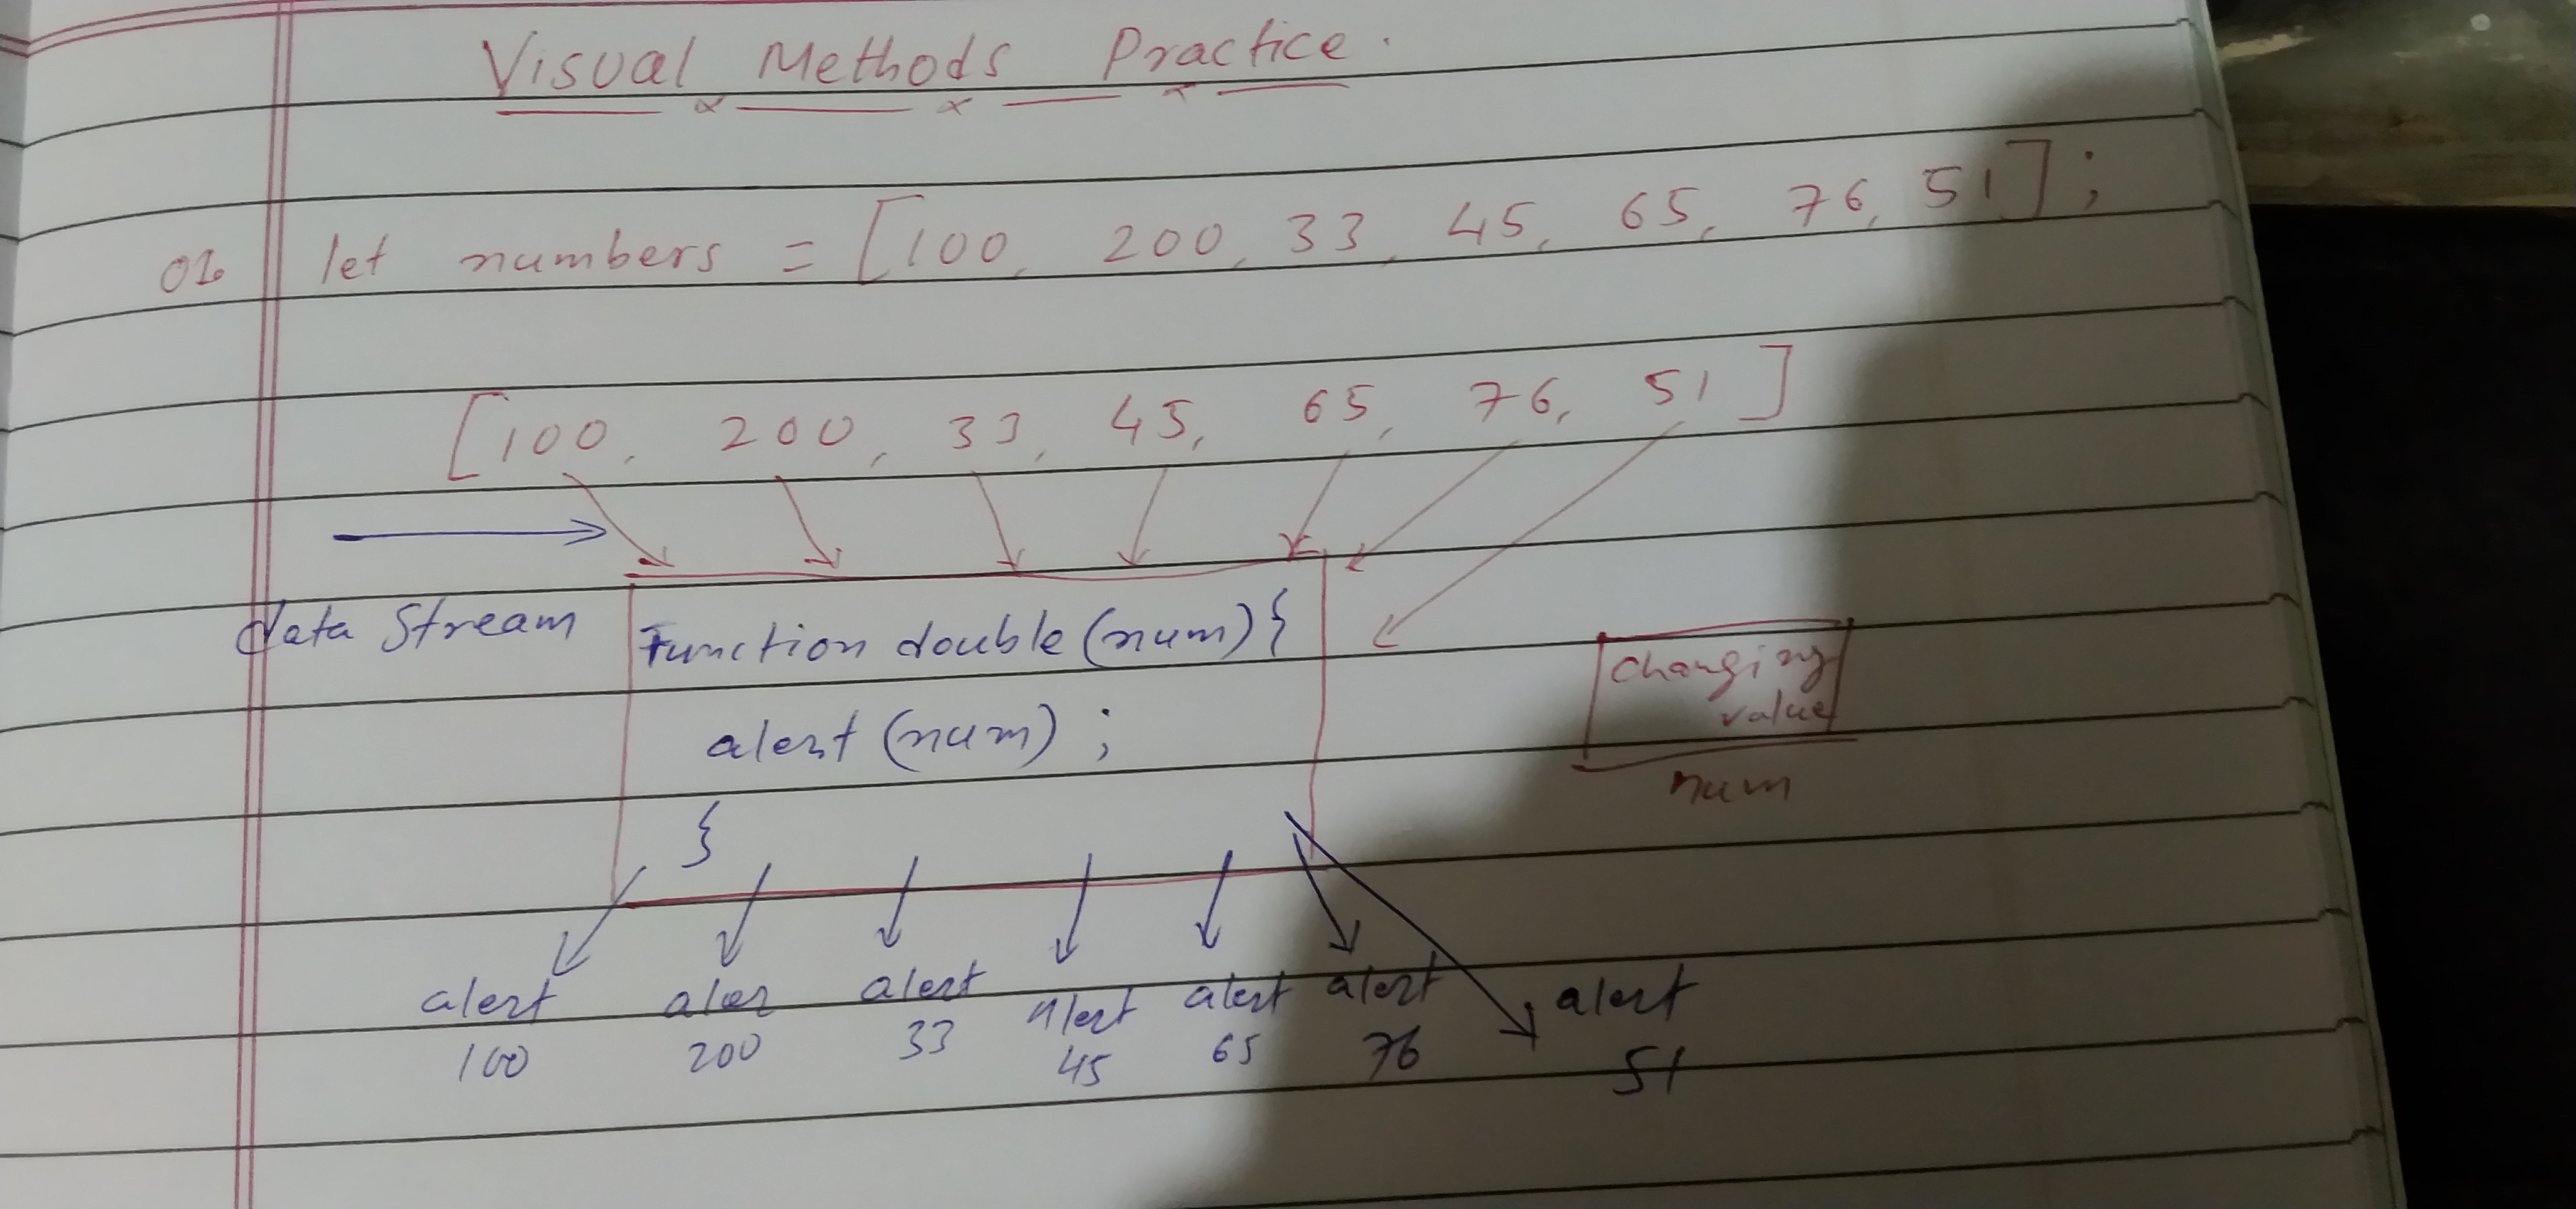 Visual Methods Practice.
01 let numbers = [100, 200, 33, 45, 65, 76, 51];
[100, 200, 33, 45, 65, 76, 51]
data Stream
Function double (num) {
alert (num) ;
}
changing
value
num
alert aler alert alert alert alert alert
100 200 33 45 65 76 51